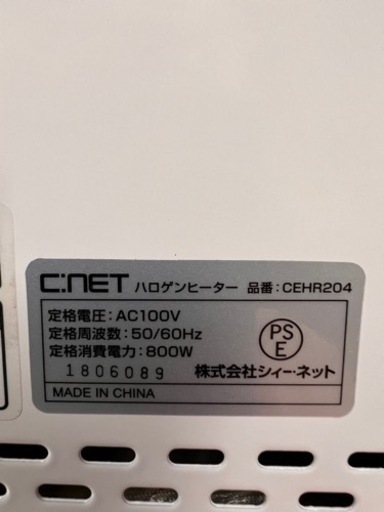 C:NET ハロゲンヒーター 品番:CEHR204
定格電圧:AC100V
定格周波数:50/60Hz
定格消費電力:800W
PS
E
1806089 株式会社シィー・ネット
MADE IN CHINA